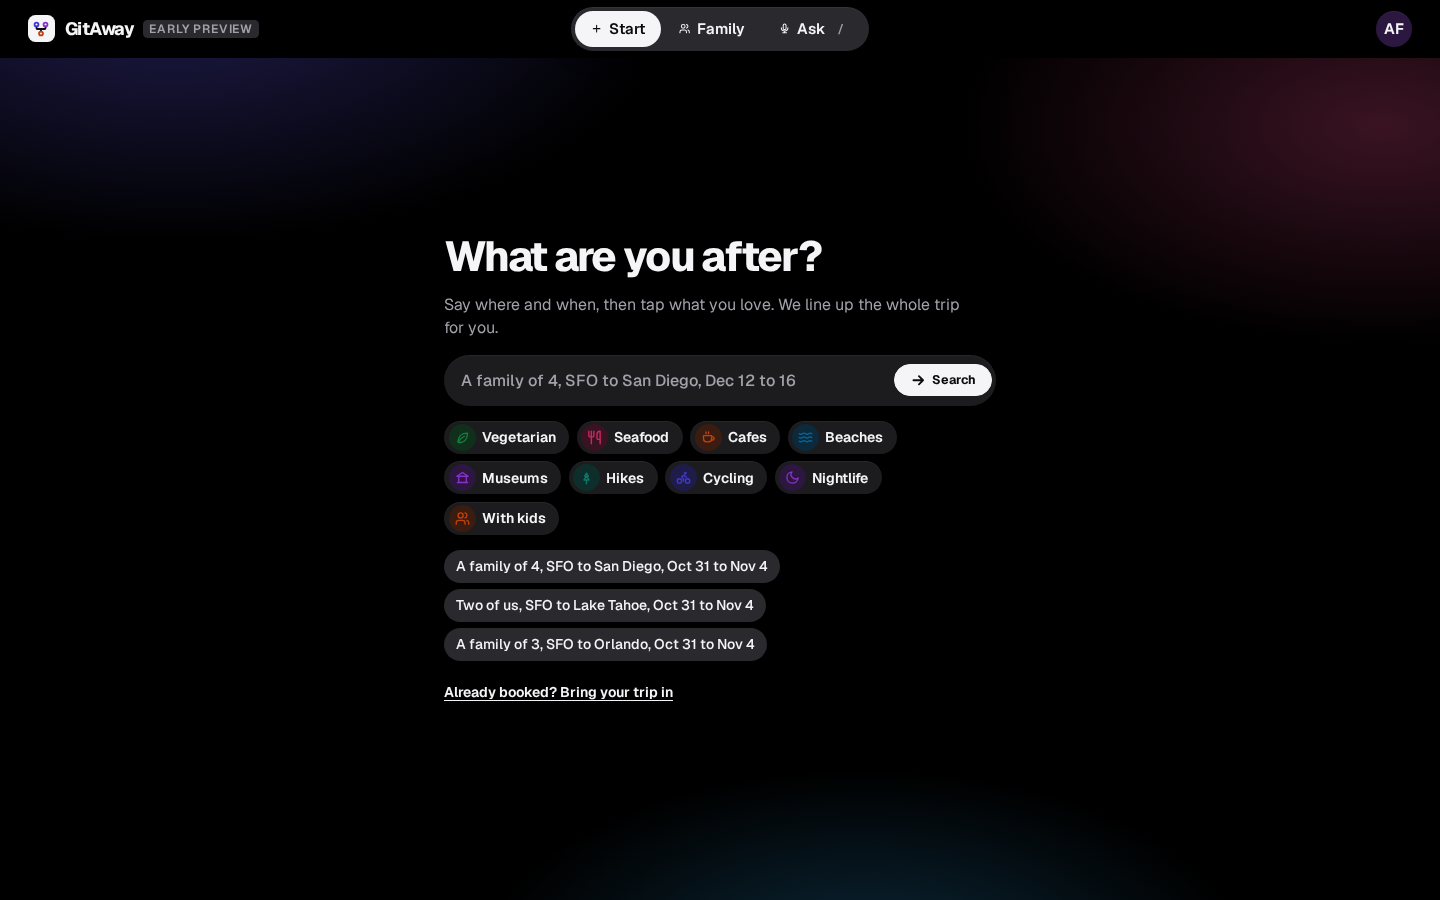 GitAway EARLY PREVIEW
Start
Family
Ask /
AF
What are you after?
Say where and when, then tap what you love. We line up the whole trip
for you.
A family of 4, SFO to San Diego, Dec 12 to 16
Search
Vegetarian
Seafood
Cafes
Beaches
Museums
Hikes
Cycling
Nightlife
With kids
A family of 4, SFO to San Diego, Oct 31 to Nov 4
Two of us, SFO to Lake Tahoe, Oct 31 to Nov 4
A family of 3, SFO to Orlando, Oct 31 to Nov 4
Already booked? Bring your trip in